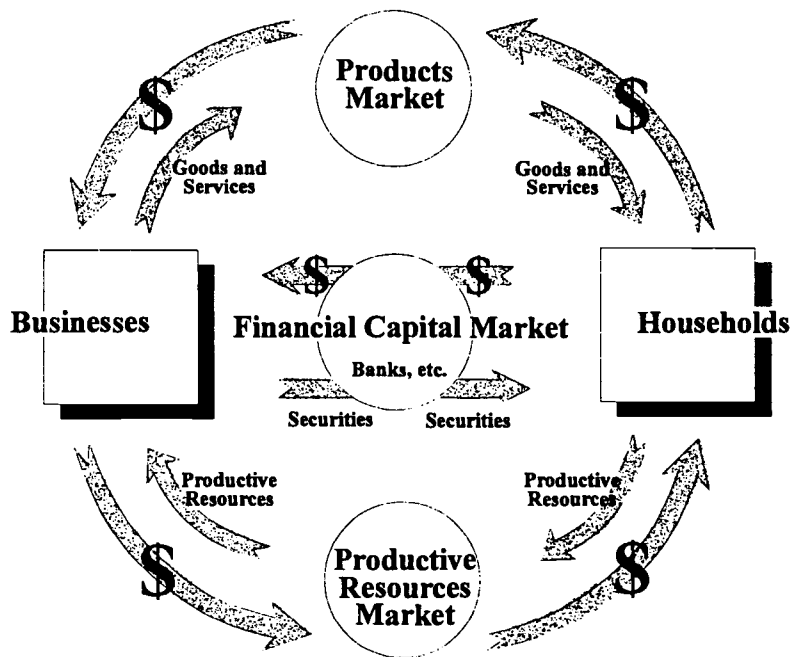 Products
Market
$
$
Goods and
Services
Goods and
Services
$
$
Businesses
Financial Capital Market
Households
Banks, etc.
Securities
Securities
Productive
Resources
Productive
Resources
$
$
Productive
Resources
Market